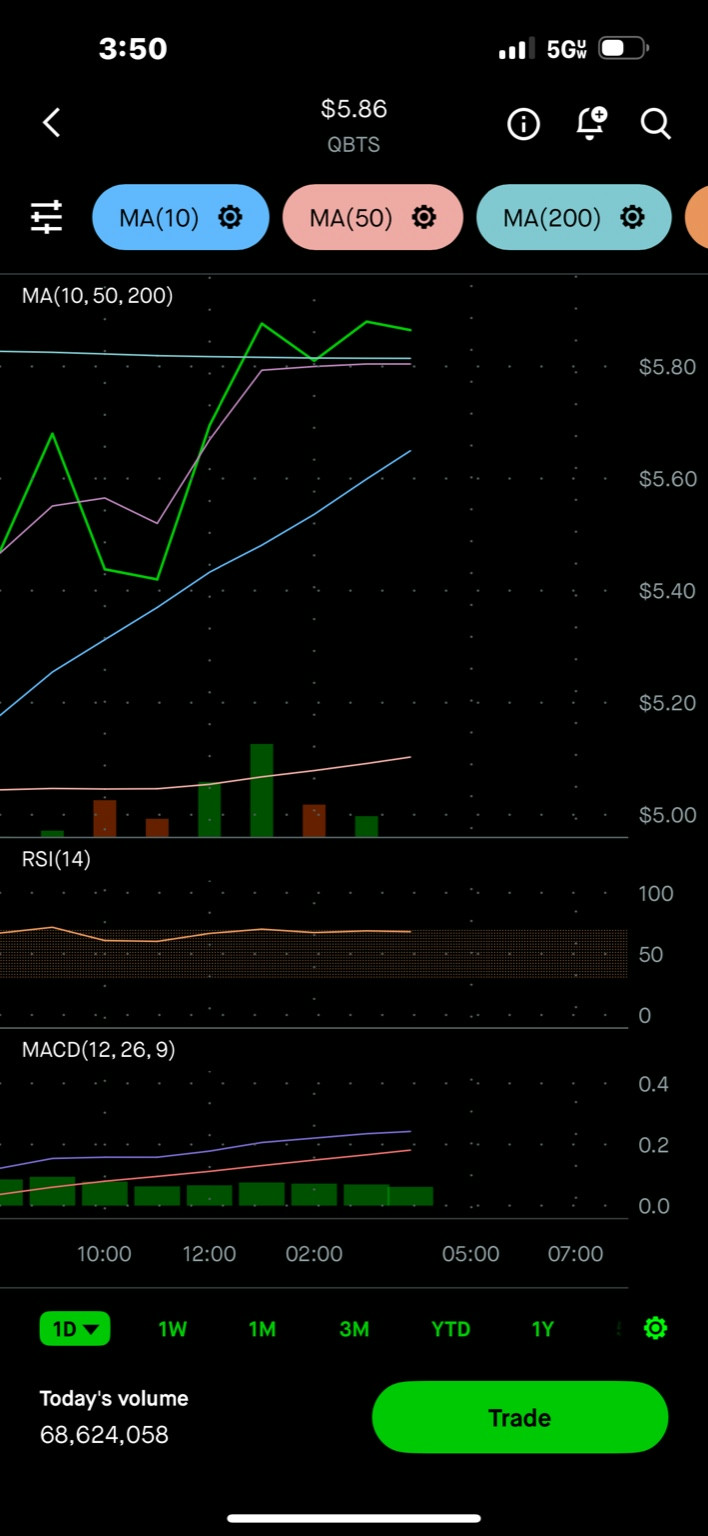 3:50
5GUW
$5.86
QBTS
MA(10)
MA(50)
MA(200)
MA(10, 50, 200)
$5.80
$5.60
$5.40
$5.20
$5.00
RSI(14)
100
50
0
MACD(12, 26, 9)
0.4
0.2
0.0
10:00 12:00 02:00 05:00 07:00
1D 1W 1M 3M YTD 1Y
Today's volume
68,624,058
Trade